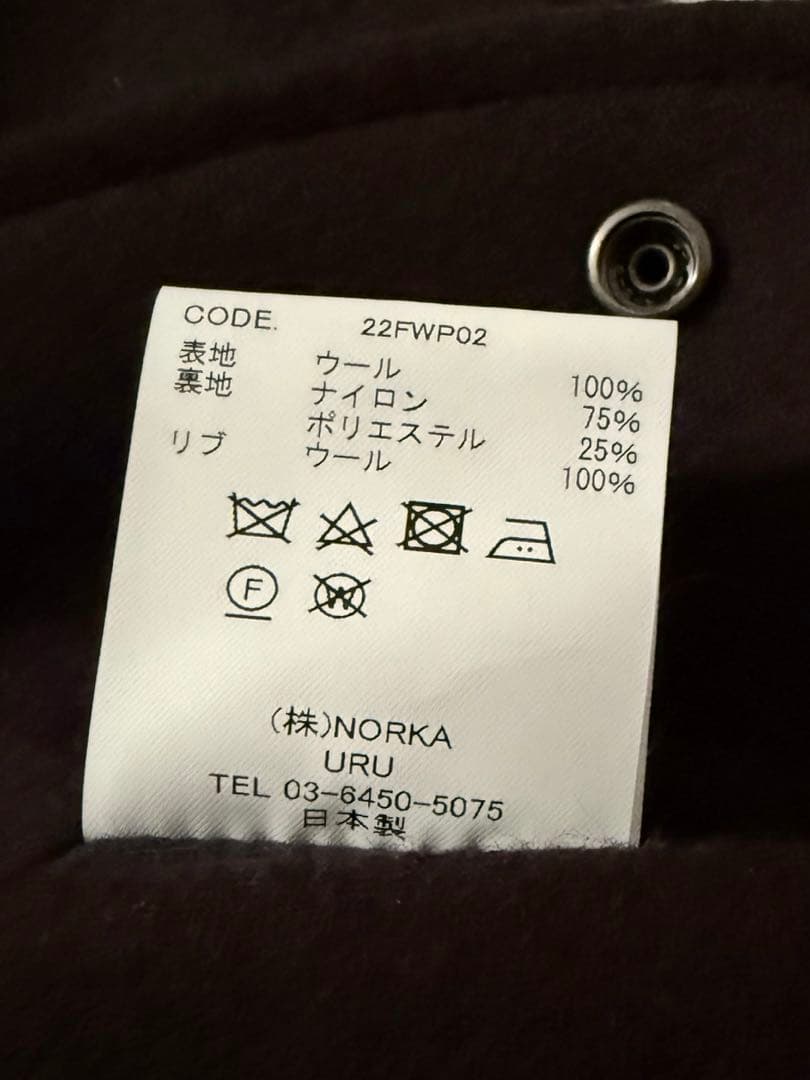 CODE. 22FWP02
表地 ウール 100%
裏地 ナイロン 75%
ポリエステル 25%
リブ ウール 100%
F
W
(株)NORKA
URU
TEL 03-6450-5075
日本製